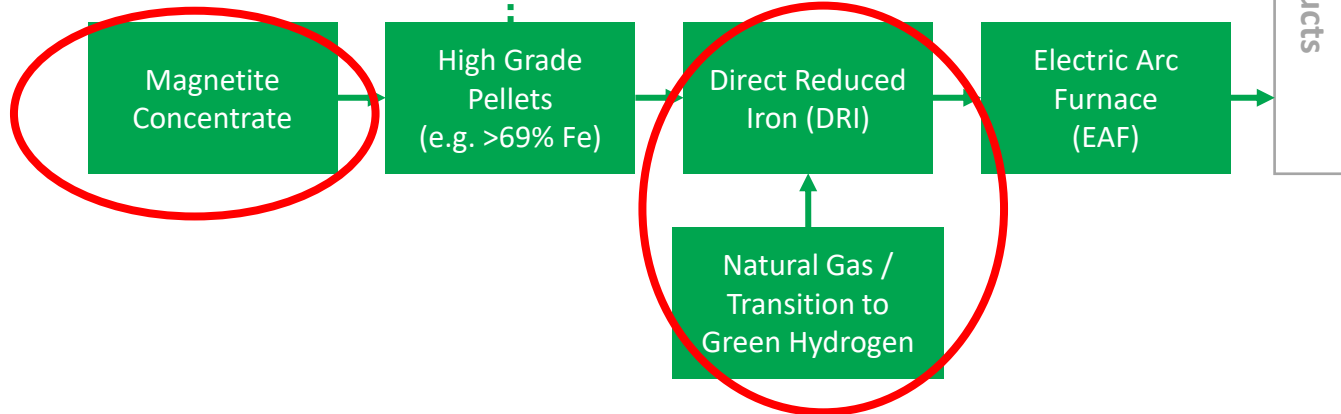 Magnetite
Concentrate
High Grade
Pellets
(e.g. >69% Fe)
Direct Reduced
Iron (DRI)
Electric Arc
Furnace
(EAF)
ucts
Natural Gas /
Transition to
Green Hydrogen